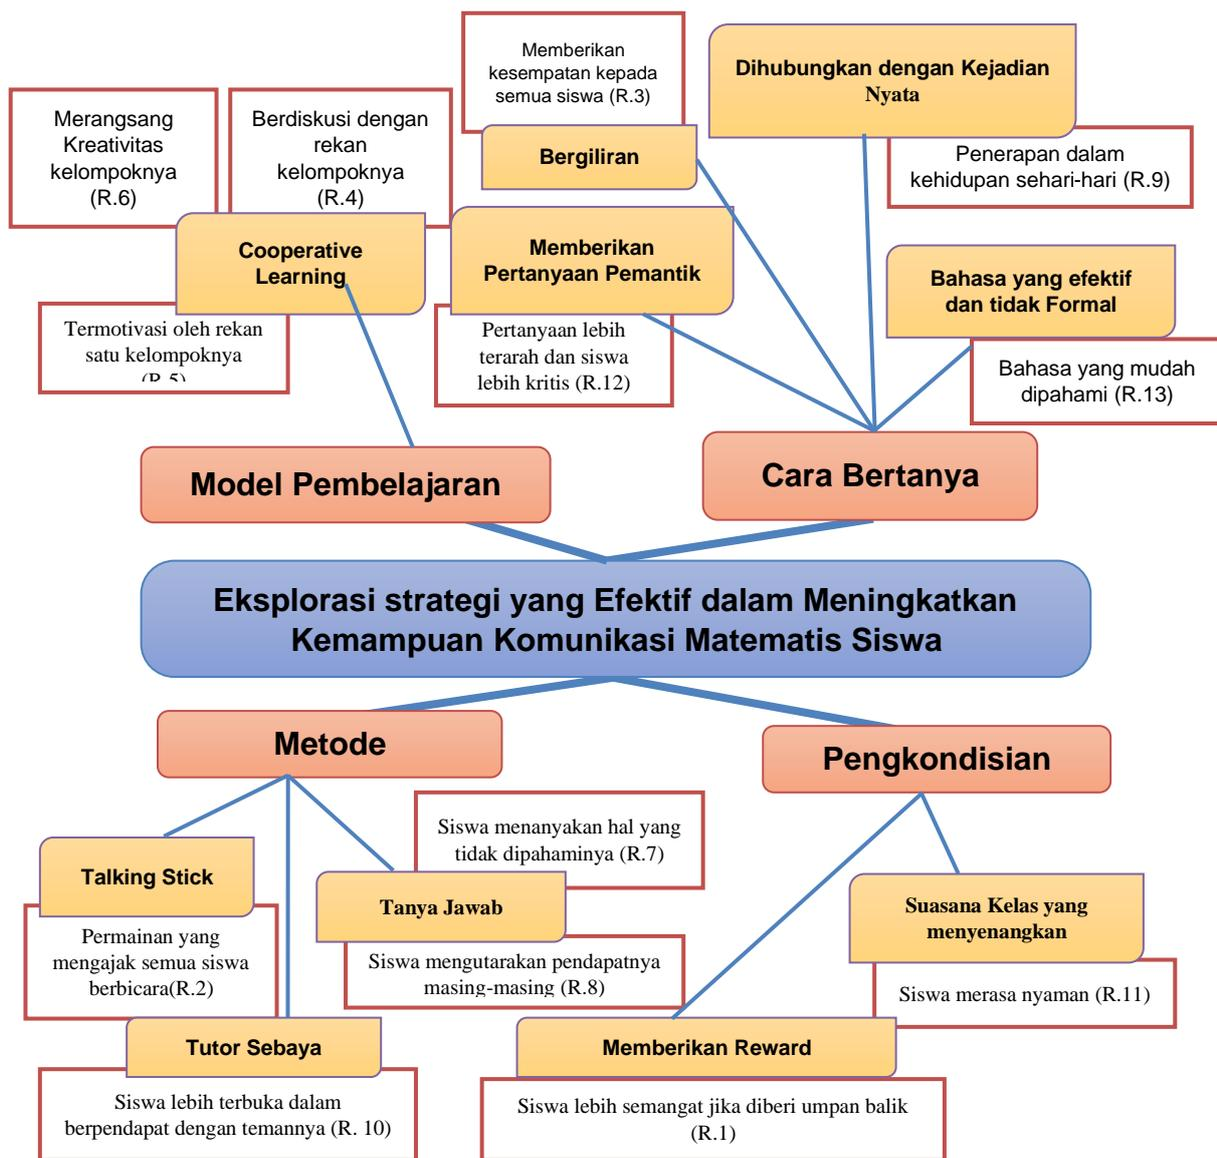 Memberikan
kesempatan kepada
semua siswa (R.3)
Bergiliran
Dihubungkan dengan Kejadian
Nyata
Penerapan dalam
kehidupan sehari-hari (R.9)
Merangsang
Kreativitas
kelompoknya
(R.6)
Berdiskusi dengan
rekan
kelompoknya
(R.4)
Cooperative
Learning
Termotivasi oleh rekan
satu kelompoknya
(R.5)
Memberikan
Pertanyaan Pemantik
Pertanyaan lebih
terarah dan siswa
lebih kritis (R.12)
Bahasa yang efektif
dan tidak Formal
Bahasa yang mudah
dipahami (R.13)
Model Pembelajaran
Cara Bertanya
Eksplorasi strategi yang Efektif dalam Meningkatkan
Kemampuan Komunikasi Matematis Siswa
Metode
Pengkondisian
Talking Stick
Permainan yang
mengajak semua siswa
berbicara(R.2)
Siswa menanyakan hal yang
tidak dipahaminya (R.7)
Tanya Jawab
Siswa mengutarakan pendapatnya
masing-masing (R.8)
Tutor Sebaya
Siswa lebih terbuka dalam
berpendapat dengan temannya (R. 10)
Suasana Kelas yang
menyenangkan
Siswa merasa nyaman (R.11)
Memberikan Reward
Siswa lebih semangat jika diberi umpan balik
(R.1)